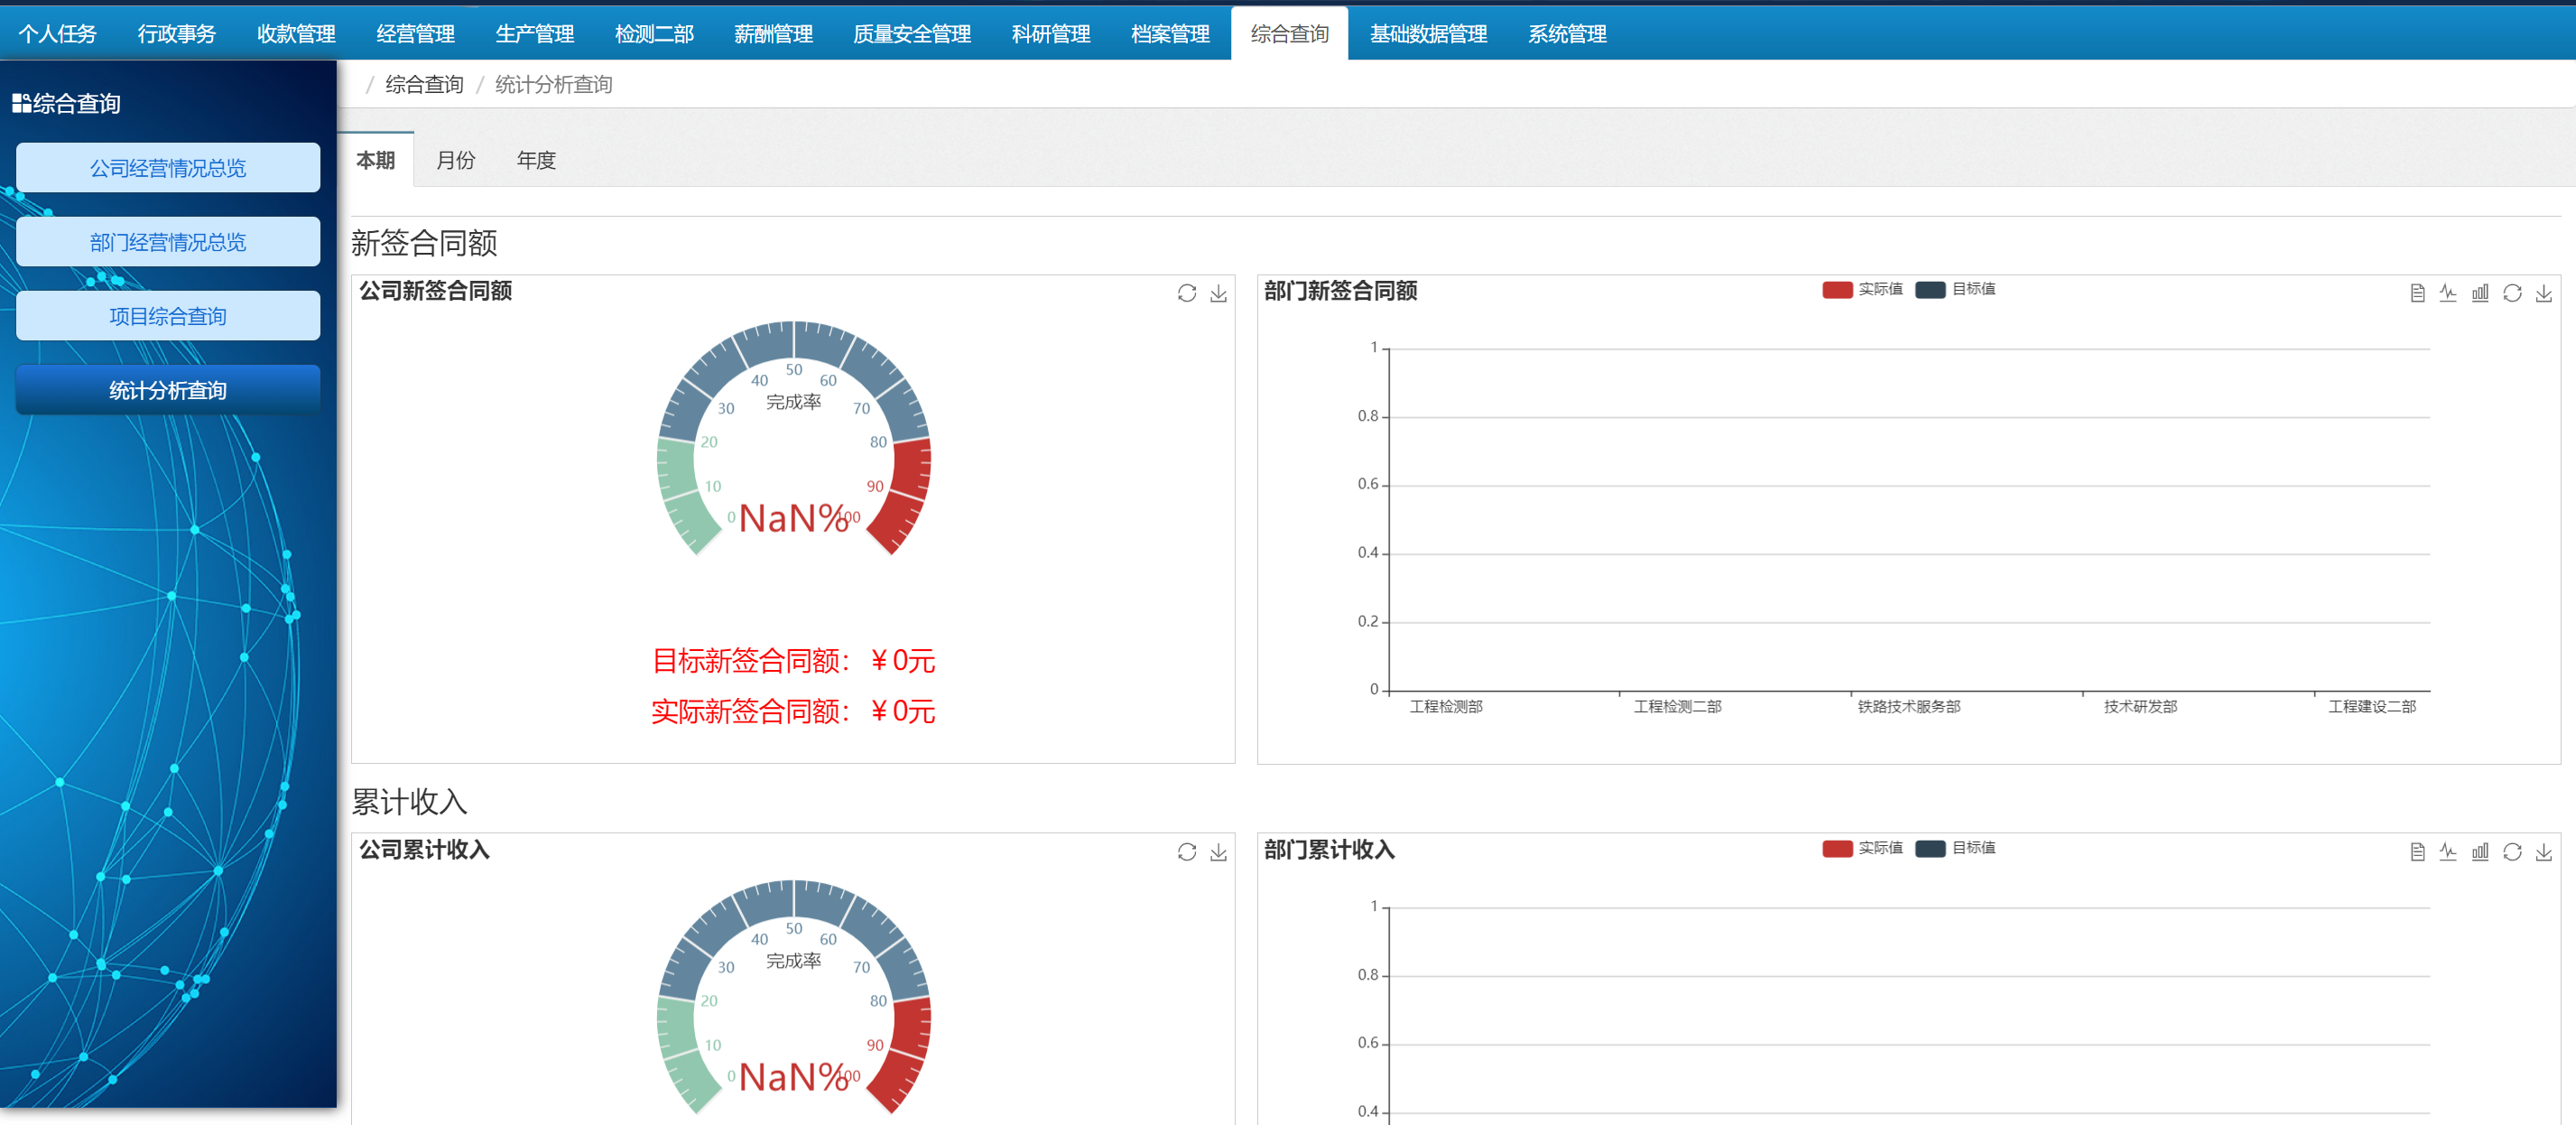 个人任务 行政事务 收款管理 经营管理 生产管理 检测二部 薪酬管理 质量安全管理 科研管理 档案管理 综合查询 基础数据管理 系统管理
/ 综合查询 / 统计分析查询
综合查询
公司经营情况总览
部门经营情况总览
项目综合查询
统计分析查询
本期 月份 年度
新签合同额
公司新签合同额
50
40 60
完成率
30 70
20 80
10 90
0 NaN% 100
目标新签合同额：￥0元
实际新签合同额：￥0元
部门新签合同额
实际值 目标值
1
0.8
0.6
0.4
0.2
0
工程检测部 工程检测二部 铁路技术服务部 技术研发部 工程建设二部
累计收入
公司累计收入
50
40 60
完成率
30 70
20 80
10 90
0 NaN% 100
部门累计收入
实际值 目标值
1
0.8
0.6
0.4